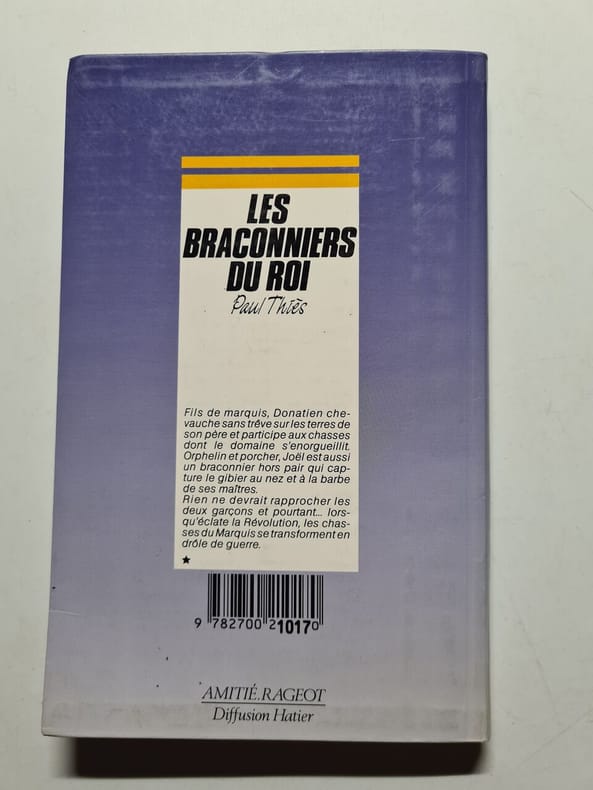 LES
BRACONNIERS
DU ROI
Paul Thiès
Fils de marquis, Donatien che-
vauche sans trêve sur les terres de
son père et participe aux chasses
dont le domaine s'enorgueillit.
Orphelin et porcher, Joël est aussi
un braconnier hors pair qui cap-
ture le gibier au nez et à la barbe
de ses maîtres.
Rien ne devrait rapprocher les
deux garçons et pourtant... lors-
qu'éclate la Révolution, les chas-
ses du Marquis se transforment en
drôle de guerre.
★
9 782700 210170
AMITIÉ.RAGEOT
Diffusion Hatier